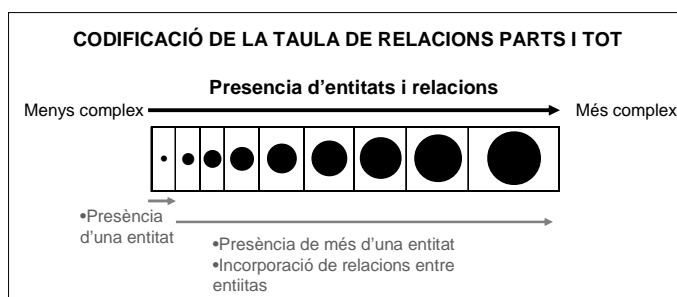 CODIFICACIÓ DE LA TAULA DE RELACIONS PARTS I TOT
Presencia d'entitats i relacions
Menys complex
Més complex
•Presència
d'una entitat
•Presència de més d'una entitat
•Incorporació de relacions entre
entiitas